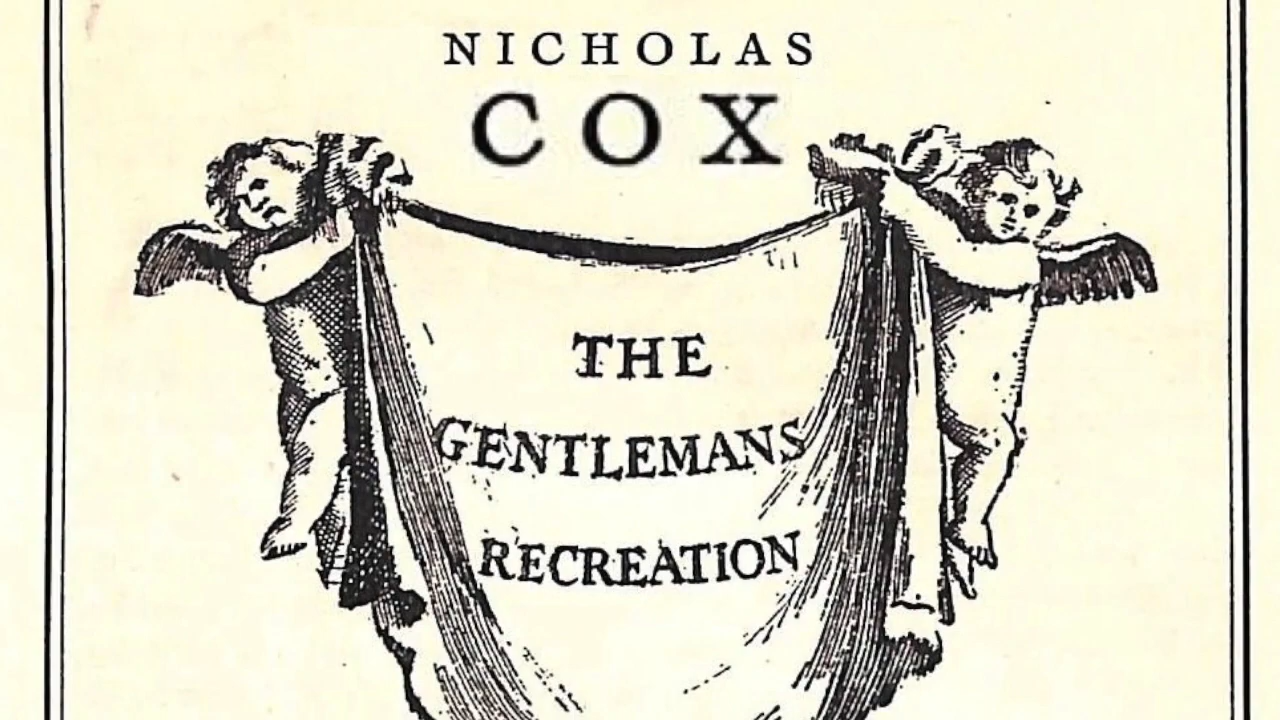 NICHOLAS
COX
THE
GENTLEMANS
RECREATION